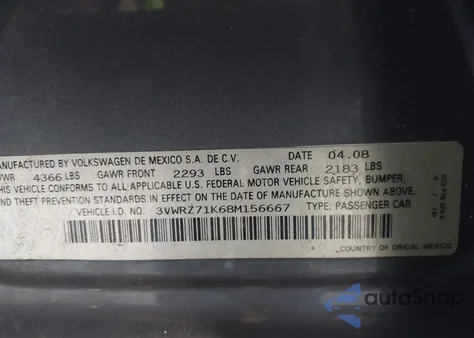 MANUFACTURED BY VOLKSWAGEN DE MEXICO S.A. DE C.V. DATE 04.08
VWR 4366 LBS GAWR FRONT 2293 LBS GAWR REAR 2183 LBS
THIS VEHICLE CONFORMS TO ALL APPLICABLE U.S. FEDERAL MOTOR VEHICLE SAFETY, BUMPER,
AND THEFT PREVENTION STANDARDS IN EFFECT ON THE DATE OF MANUFACTURE SHOWN ABOVE.
VEHICLE I.D. NO. 3VWRZ71K68M156667 TYPE: PASSENGER CAR
COUNTRY OF ORIGIN: MEXICO
autoSnap